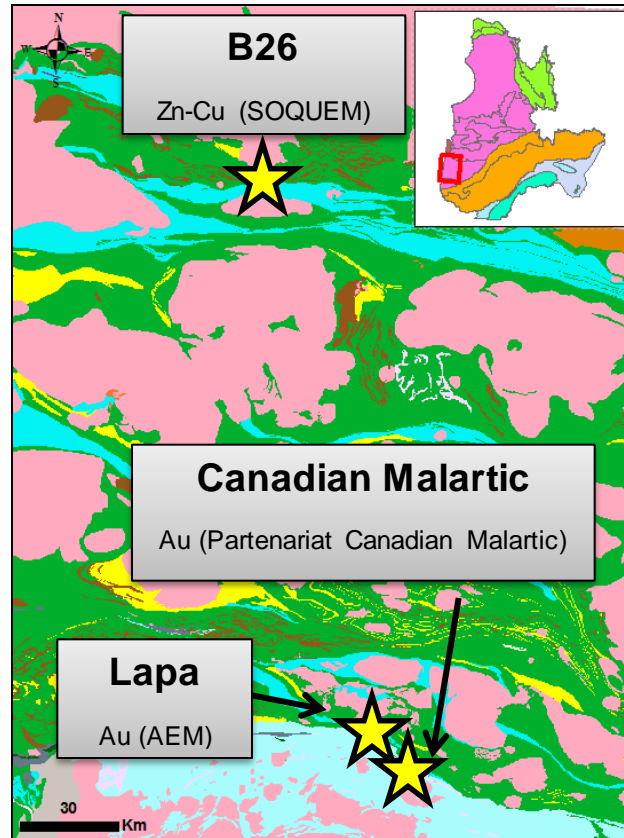 N
W E
S
B26
Zn-Cu (SOQUEM)
Canadian Malartic
Au (Partenariat Canadian Malartic)
Lapa
Au (AEM)
30
Km